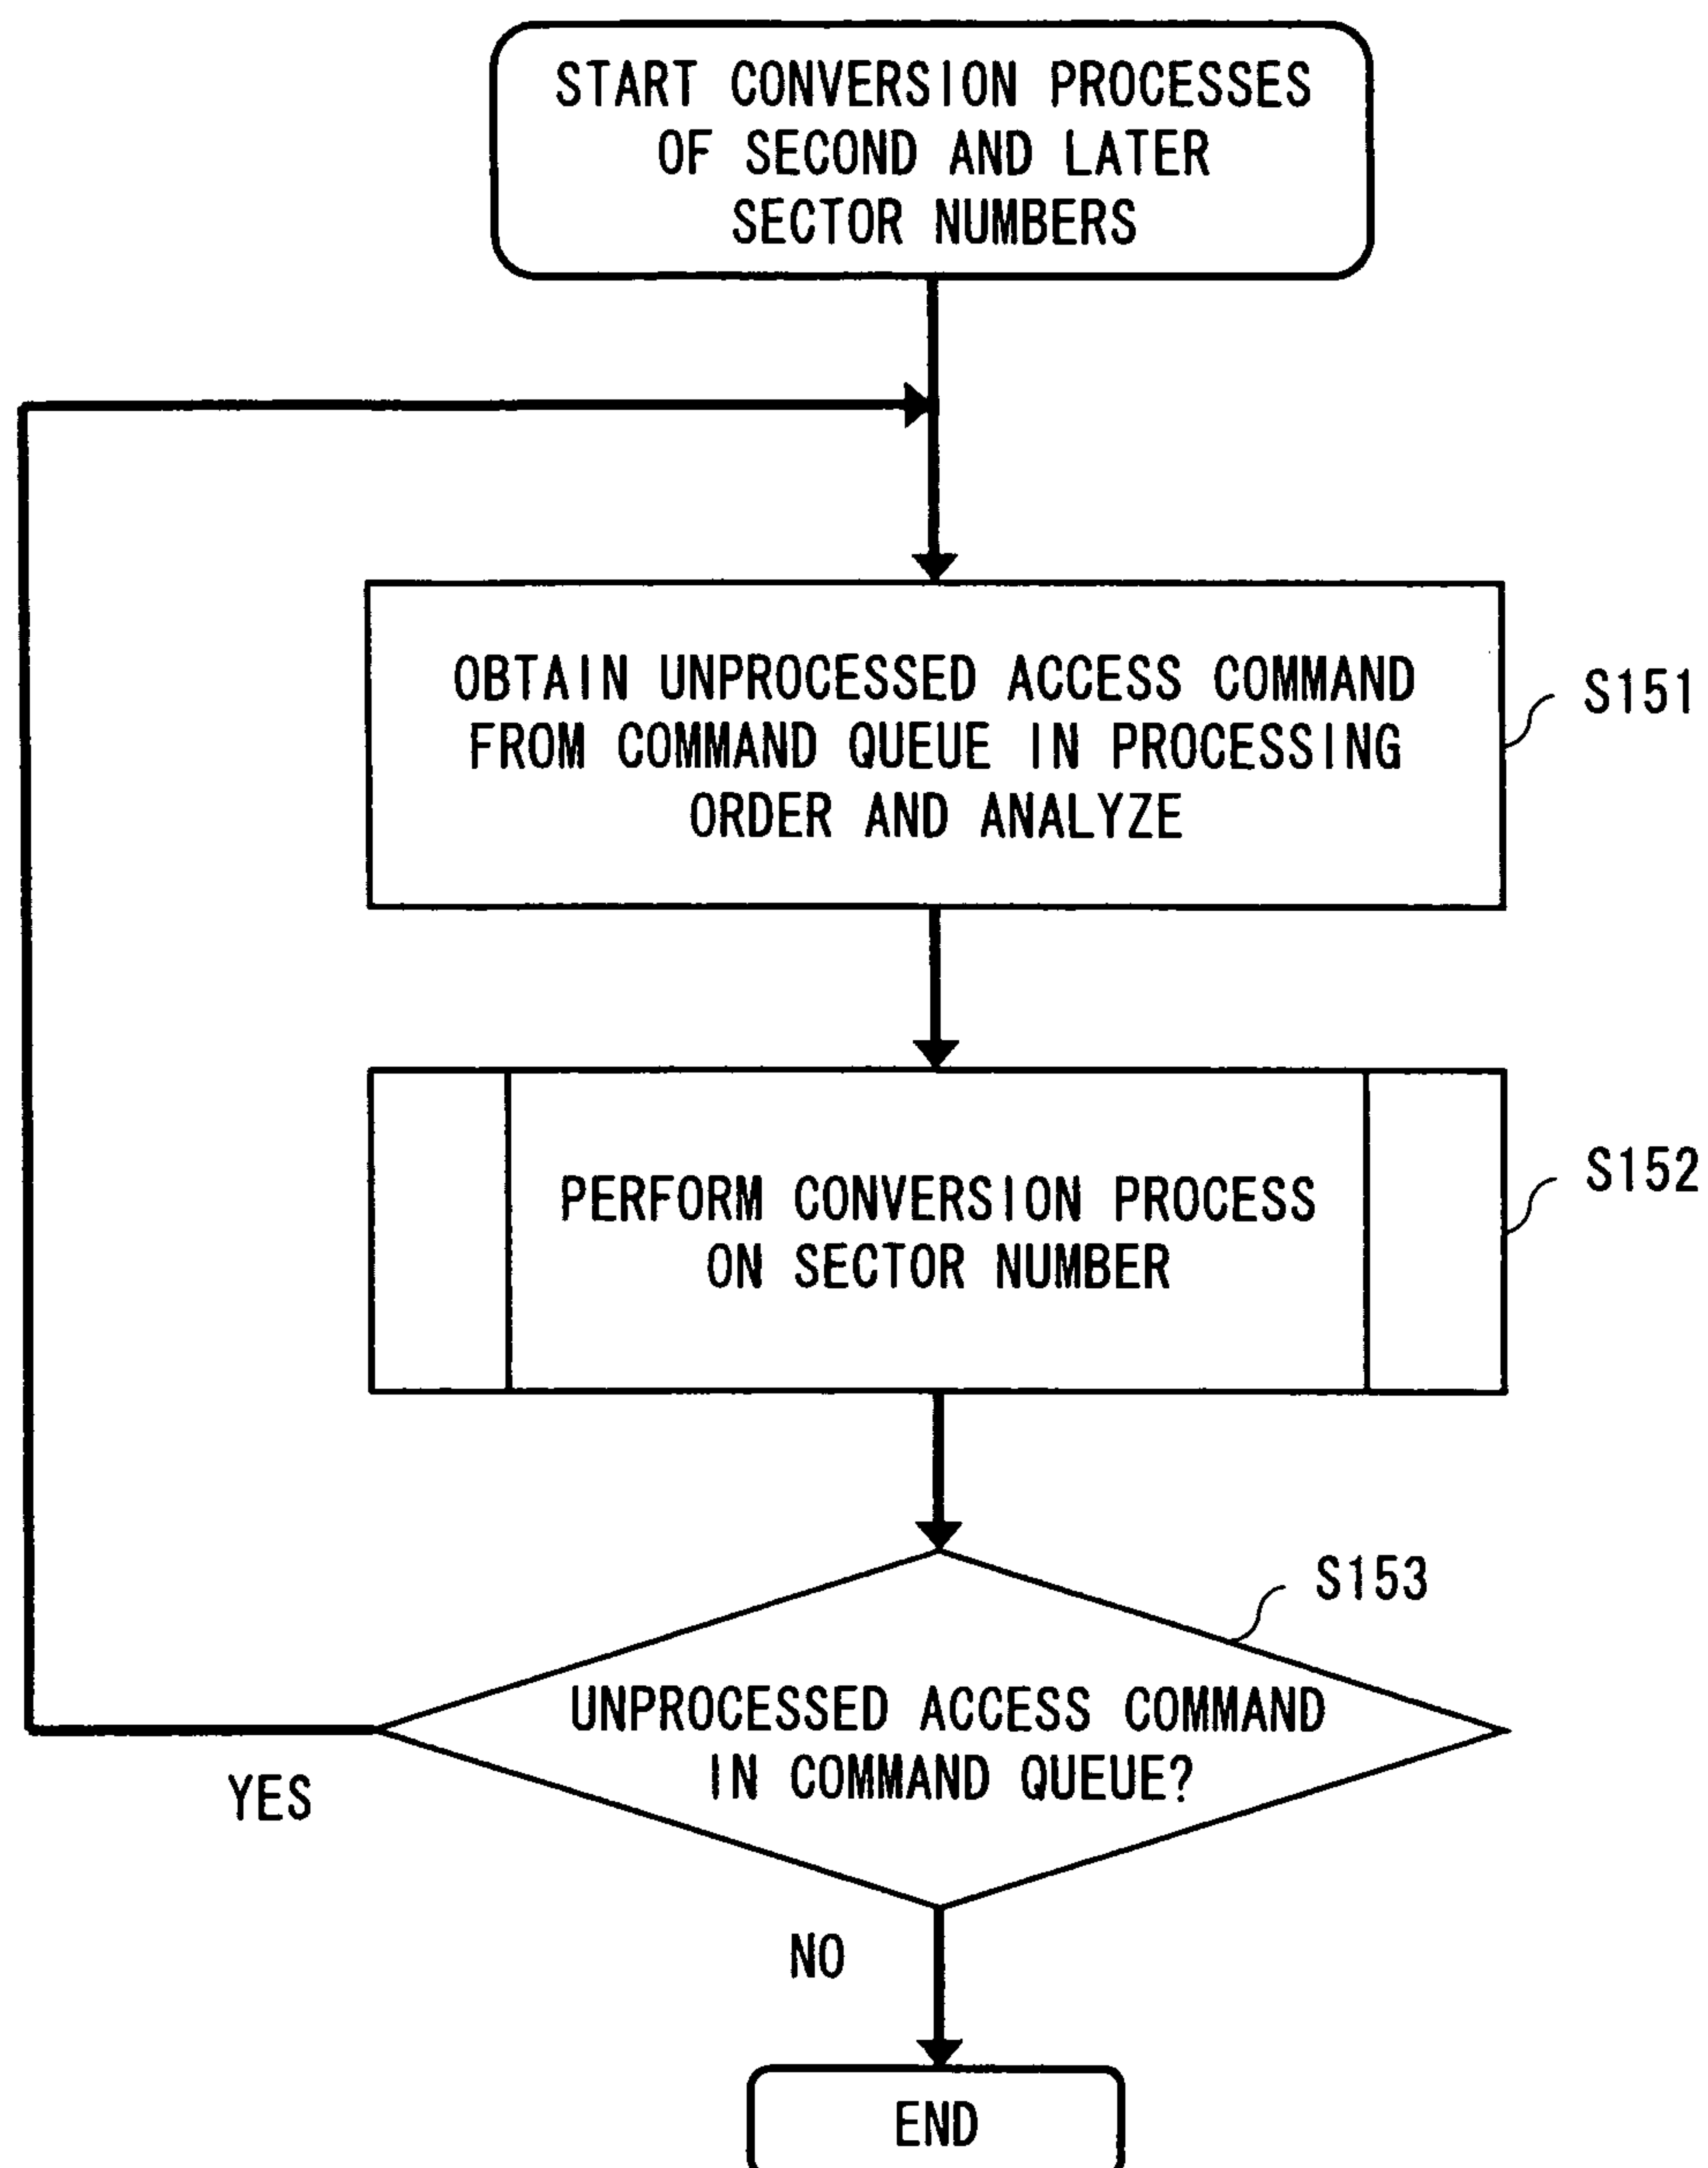 START CONVERSION PROCESSES
OF SECOND AND LATER
SECTOR NUMBERS
OBTAIN UNPROCESSED ACCESS COMMAND
FROM COMMAND QUEUE IN PROCESSING
ORDER AND ANALYZE
S151
PERFORM CONVERSION PROCESS
ON SECTOR NUMBER
S152
S153
UNPROCESSED ACCESS COMMAND
IN COMMAND QUEUE?
YES
NO
END